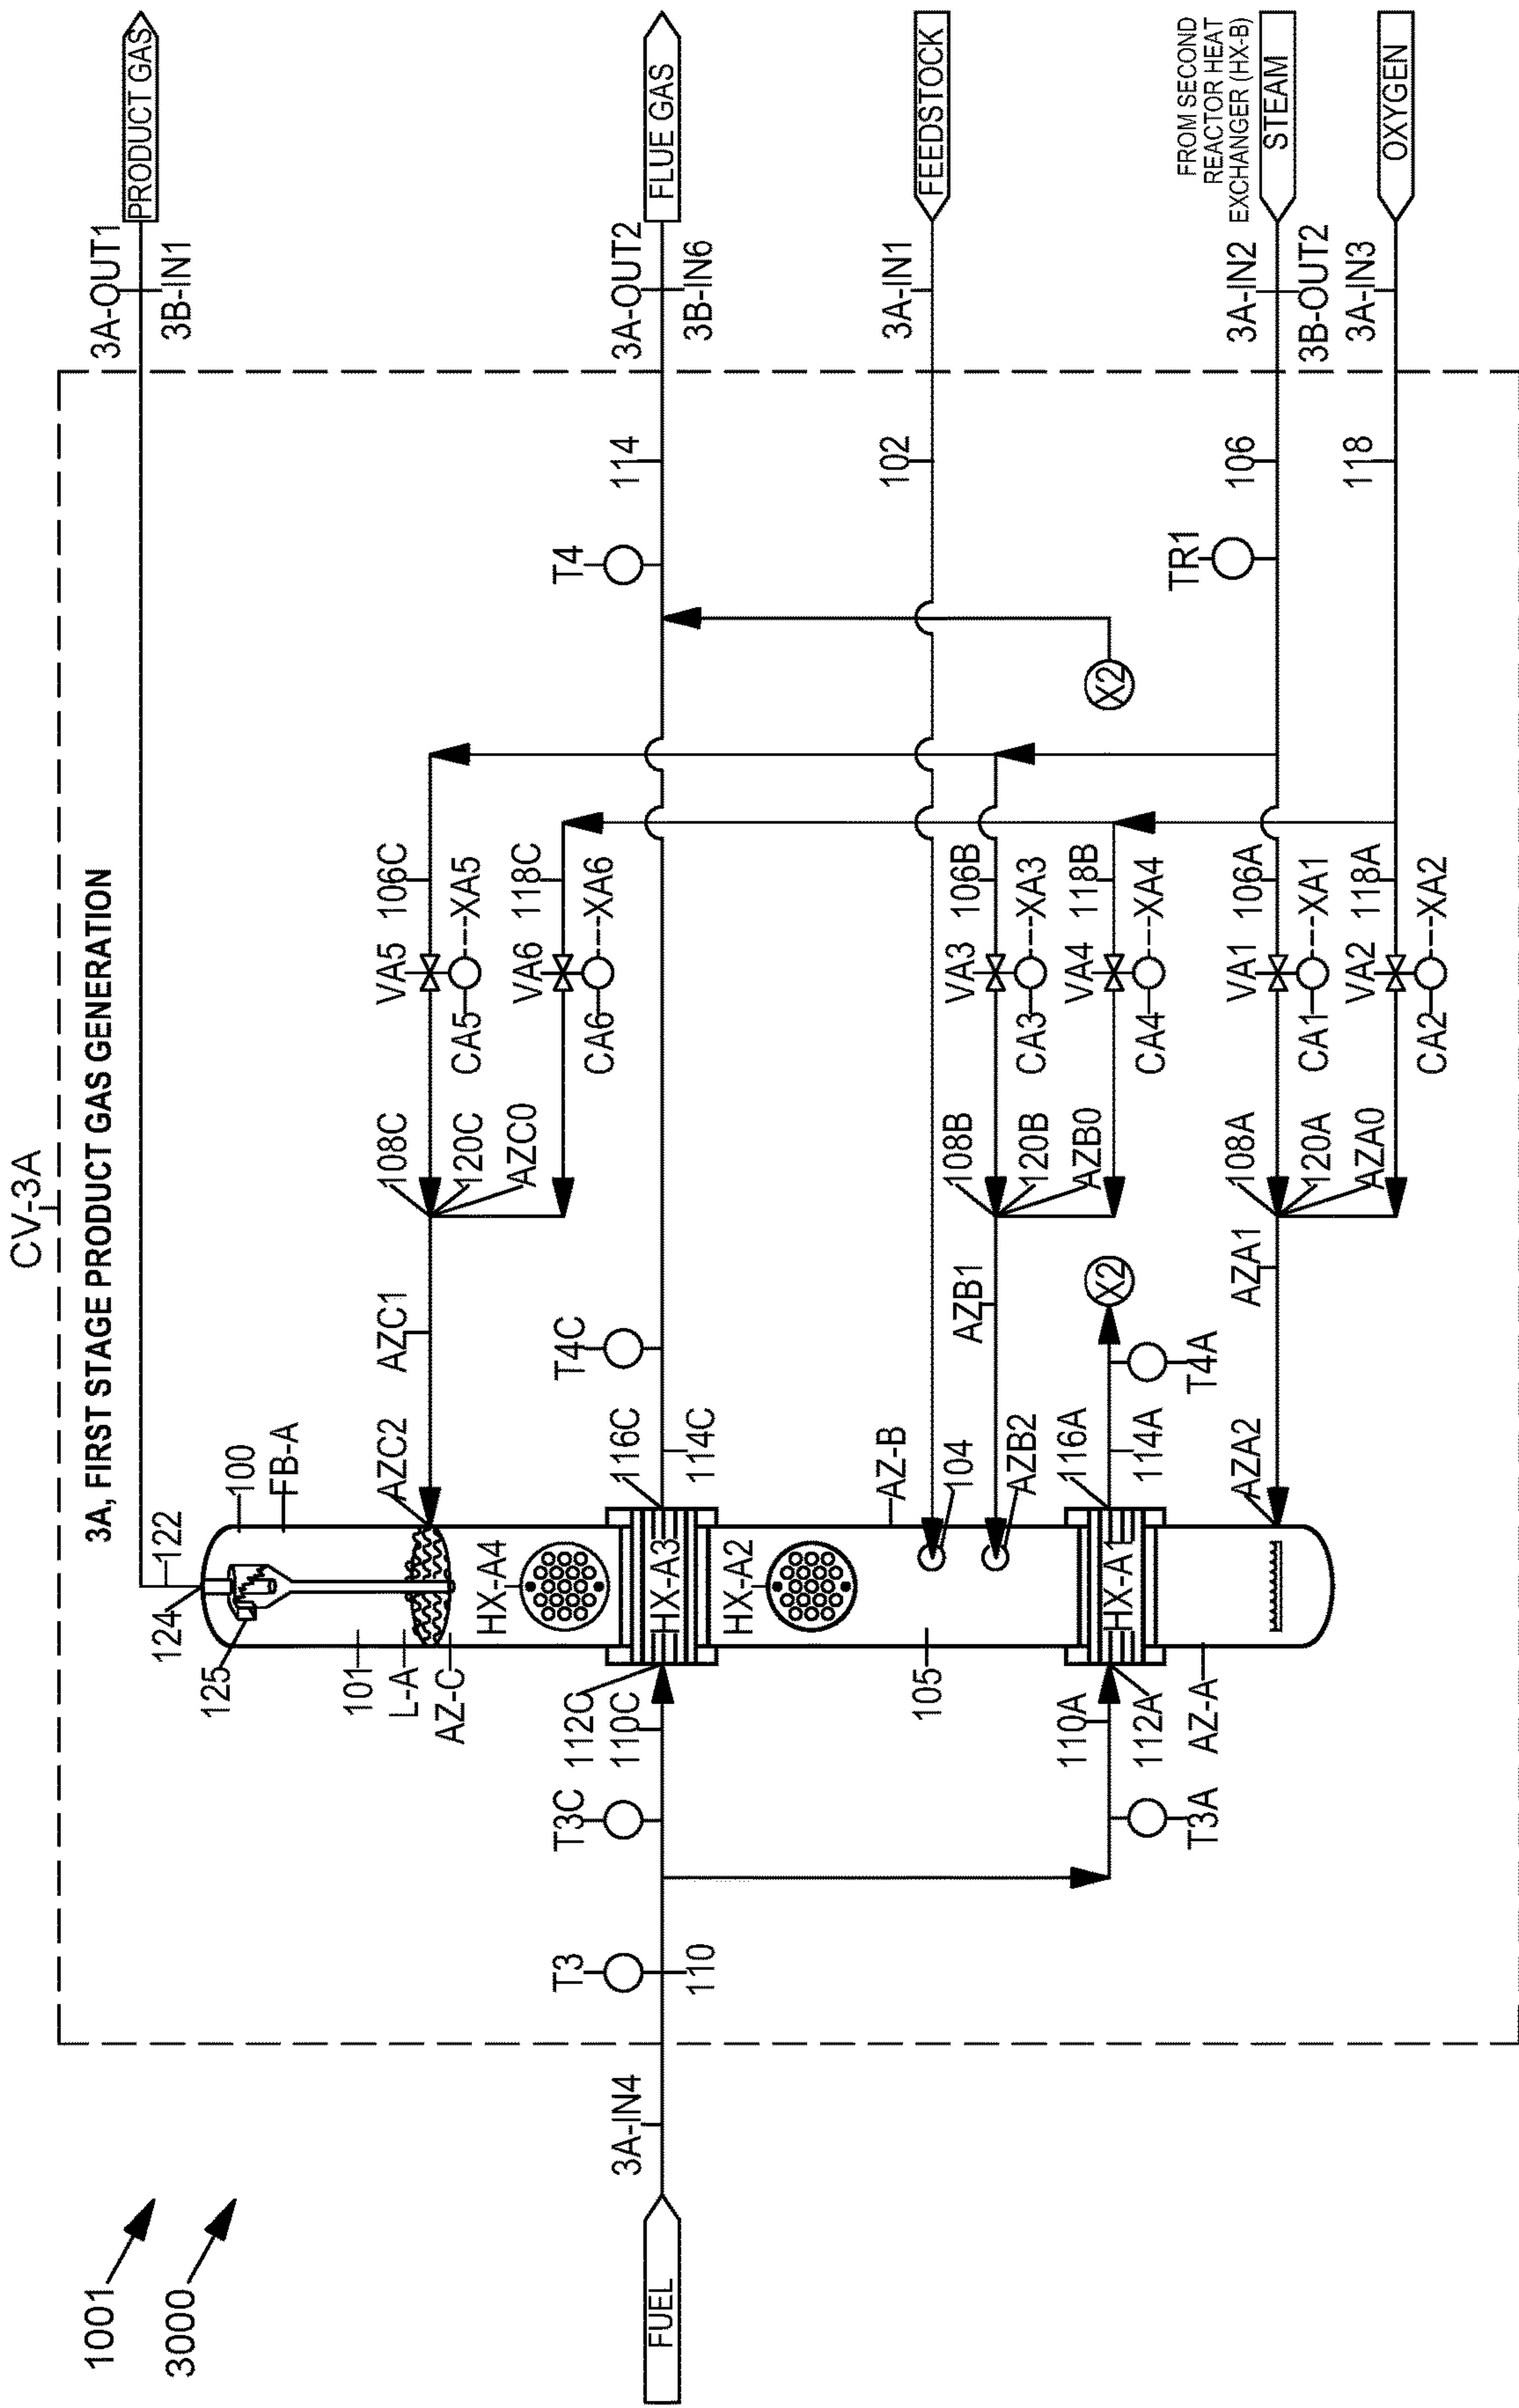 CV-3A
3A, FIRST STAGE PRODUCT GAS GENERATION
1001
3000
FUEL
3A-IN4
T3
110
T3C
110C
112C
T3A
110A
112A
AZ-A
PRODUCT GAS
3A-OUT1
3B-IN1
FLUE GAS
3A-OUT2
3B-IN6
FEEDSTOCK
3A-IN1
FROM SECOND
REACTOR HEAT
EXCHANGER (HX-B)
STEAM
3A-IN2
3B-OUT2
OXYGEN
3A-IN3
114
102
106
118
T4
TR1
X2
106C
XA5
VA5
CA5
118C
XA6
VA6
CA6
106B
XA3
VA3
CA3
118B
XA4
VA4
CA4
106A
XA1
VA1
CA1
118A
XA2
VA2
CA2
108C
120C
AZC0
108B
120B
AZB0
108A
120A
AZA0
AZC1
AZC2
T4C
116C
114C
AZB1
AZB2
X2
T4A
116A
114A
AZA1
AZA2
122
124
125
100
FB-A
101
L-A
AZ-C
HX-A4
HX-A3
HX-A2
HX-A1
AZ-B
104
105